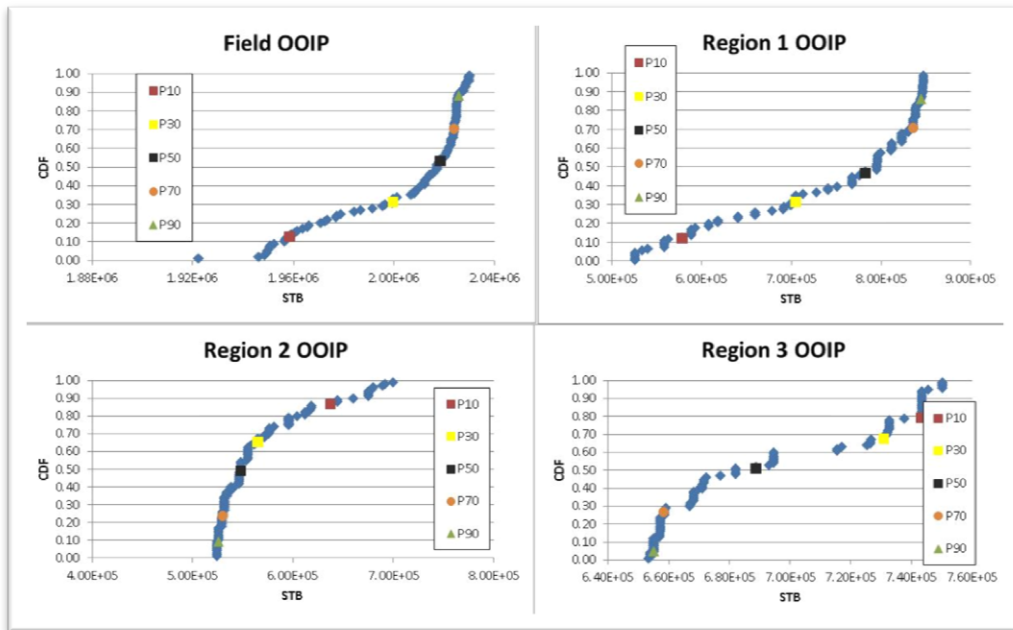 Field OOIP
CDF
1.00
0.90
0.80
0.70
0.60
0.50
0.40
0.30
0.20
0.10
0.00
P10
P30
P50
P70
P90
1.88E+06 1.92E+06 1.96E+06 2.00E+06 2.04E+06
STB
Region 1 OOIP
CDF
1.00
0.90
0.80
0.70
0.60
0.50
0.40
0.30
0.20
0.10
0.00
P10
P30
P50
P70
P90
5.00E+05 6.00E+05 7.00E+05 8.00E+05 9.00E+05
STB
Region 2 OOIP
CDF
1.00
0.90
0.80
0.70
0.60
0.50
0.40
0.30
0.20
0.10
0.00
P10
P30
P50
P70
P90
4.00E+05 5.00E+05 6.00E+05 7.00E+05 8.00E+05
STB
Region 3 OOIP
CDF
1.00
0.90
0.80
0.70
0.60
0.50
0.40
0.30
0.20
0.10
0.00
P10
P30
P50
P70
P90
6.40E+05 6.60E+05 6.80E+05 7.00E+05 7.20E+05 7.40E+05 7.60E+05
STB